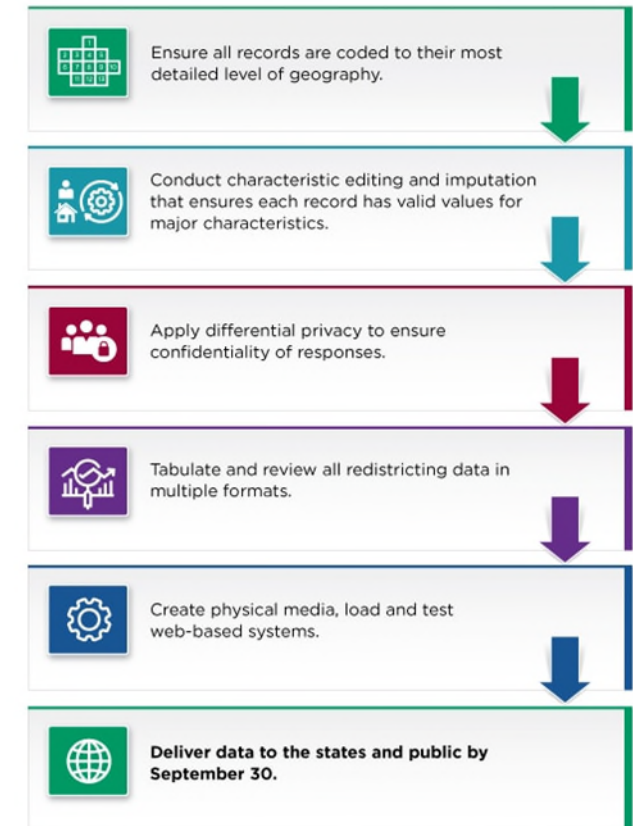 Ensure all records are coded to their most
detailed level of geography.
Conduct characteristic editing and imputation
that ensures each record has valid values for
major characteristics.
Apply differential privacy to ensure
confidentiality of responses.
Tabulate and review all redistricting data in
multiple formats.
Create physical media, load and test
web-based systems.
Deliver data to the states and public by
September 30.